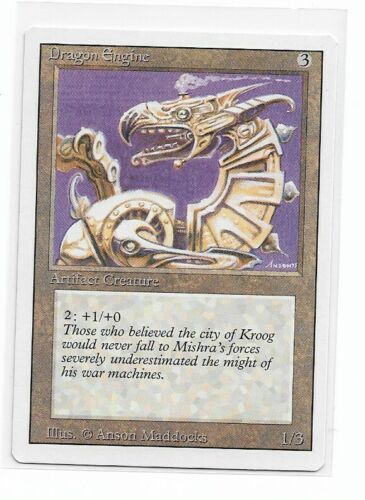 Dragon Engine 3
Artifact Creature
2: +1/+0
Those who believed the city of Kroog
would never fall to Mishra's forces
severely underestimated the might of
his war machines.
Illus. © Anson Maddocks 1/3